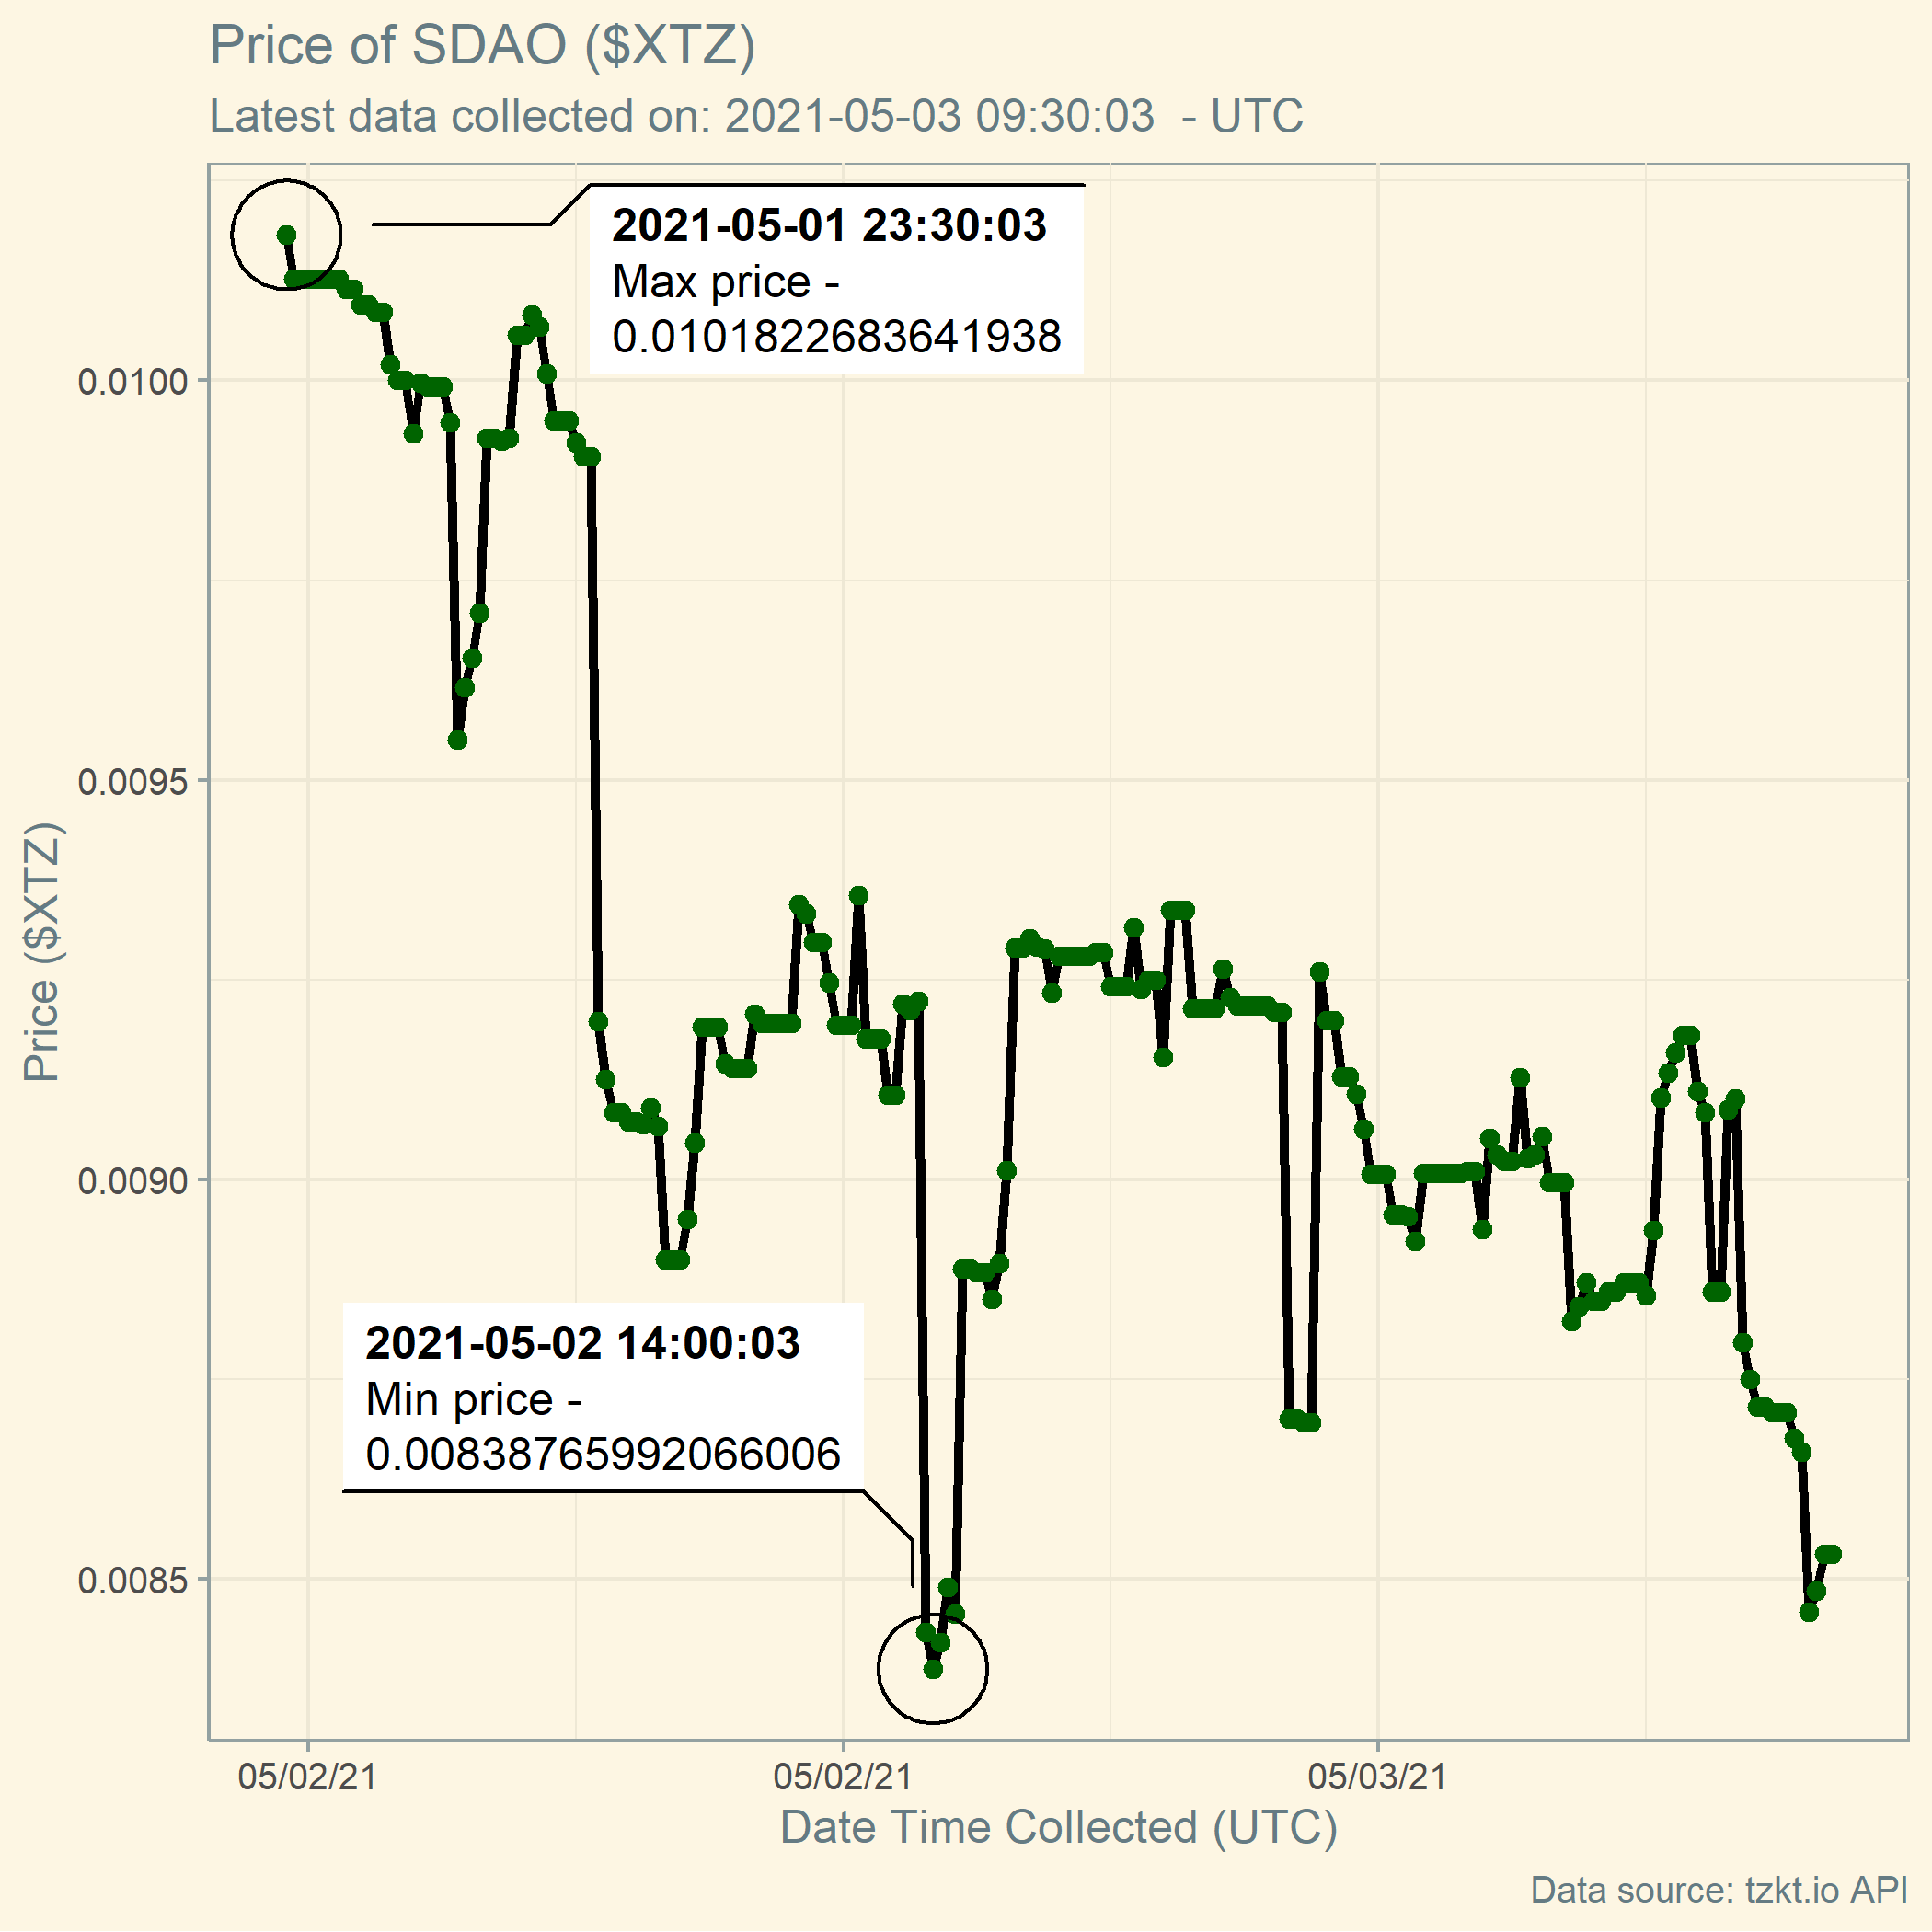 Price of SDAO ($XTZ)
Latest data collected on: 2021-05-03 09:30:03  - UTC
2021-05-01 23:30:03
Max price -
0.0101822683641938
0.0100
0.0095
Price ($XTZ)
0.0090
2021-05-02 14:00:03
Min price -
0.00838765992066006
0.0085
05/02/21
05/02/21
05/03/21
Date Time Collected (UTC)
Data source: tzkt.io API